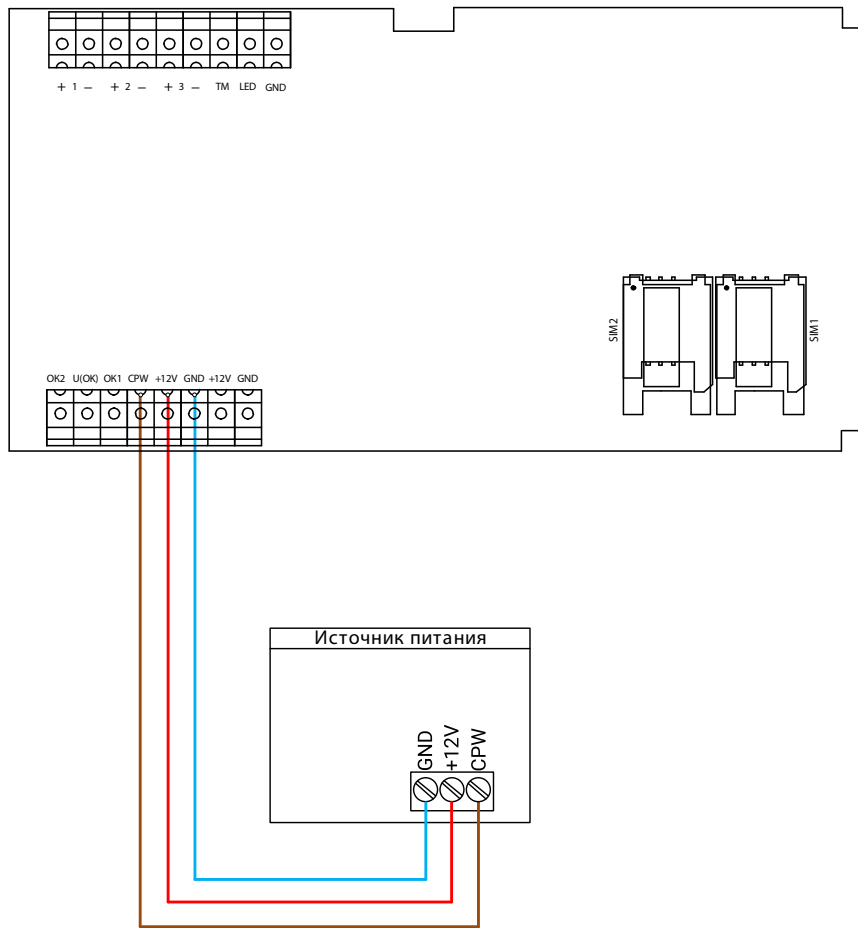 + 1 – + 2 – + 3 – TM LED GND
SIM2
SIM1
OK2 U(OK) OK1 CPW +12V GND +12V GND
Источник питания
GND
+12V
CPW